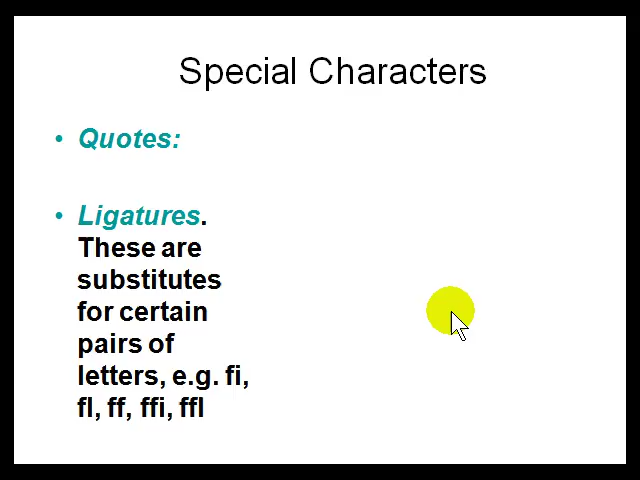 Special Characters
• Quotes:
• Ligatures.
These are
substitutes
for certain
pairs of
letters, e.g. fi,
fl, ff, ffi, ffl